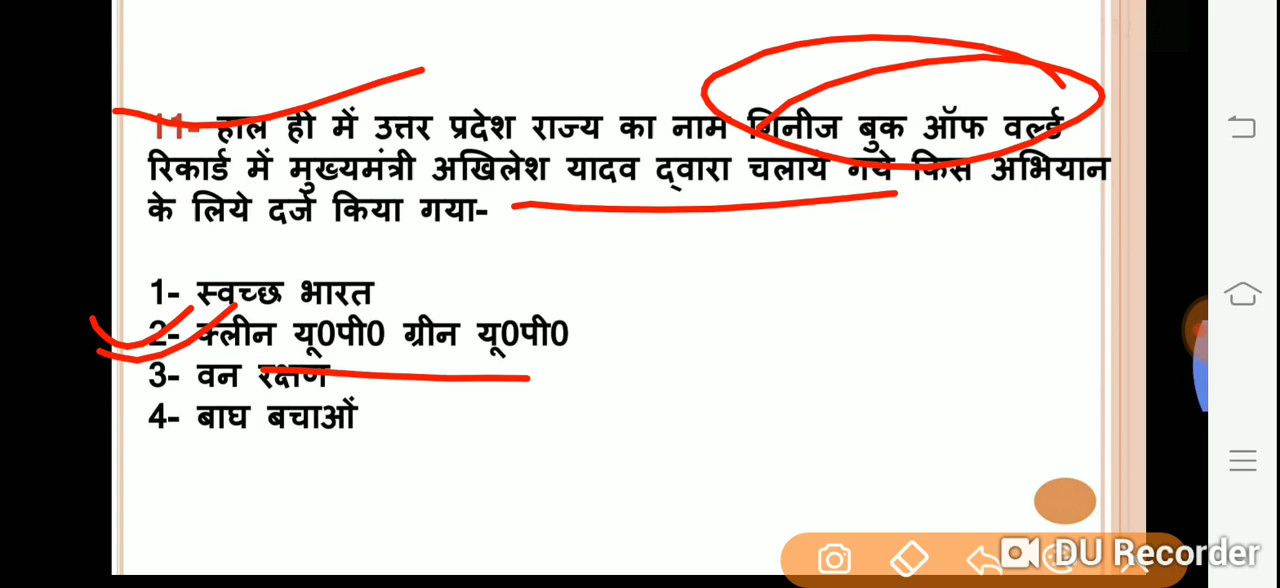 11- हाल ही में उत्तर प्रदेश राज्य का नाम गिनीज बुक ऑफ वर्ल्ड
रिकार्ड में मुख्यमंत्री अखिलेश यादव द्वारा चलाये गये किस अभियान
के लिये दर्ज किया गया-
1- स्वच्छ भारत
2- क्लीन यू0पी0 ग्रीन यू0पी0
3- वन रक्षण
4- बाघ बचाओं
DU Recorder